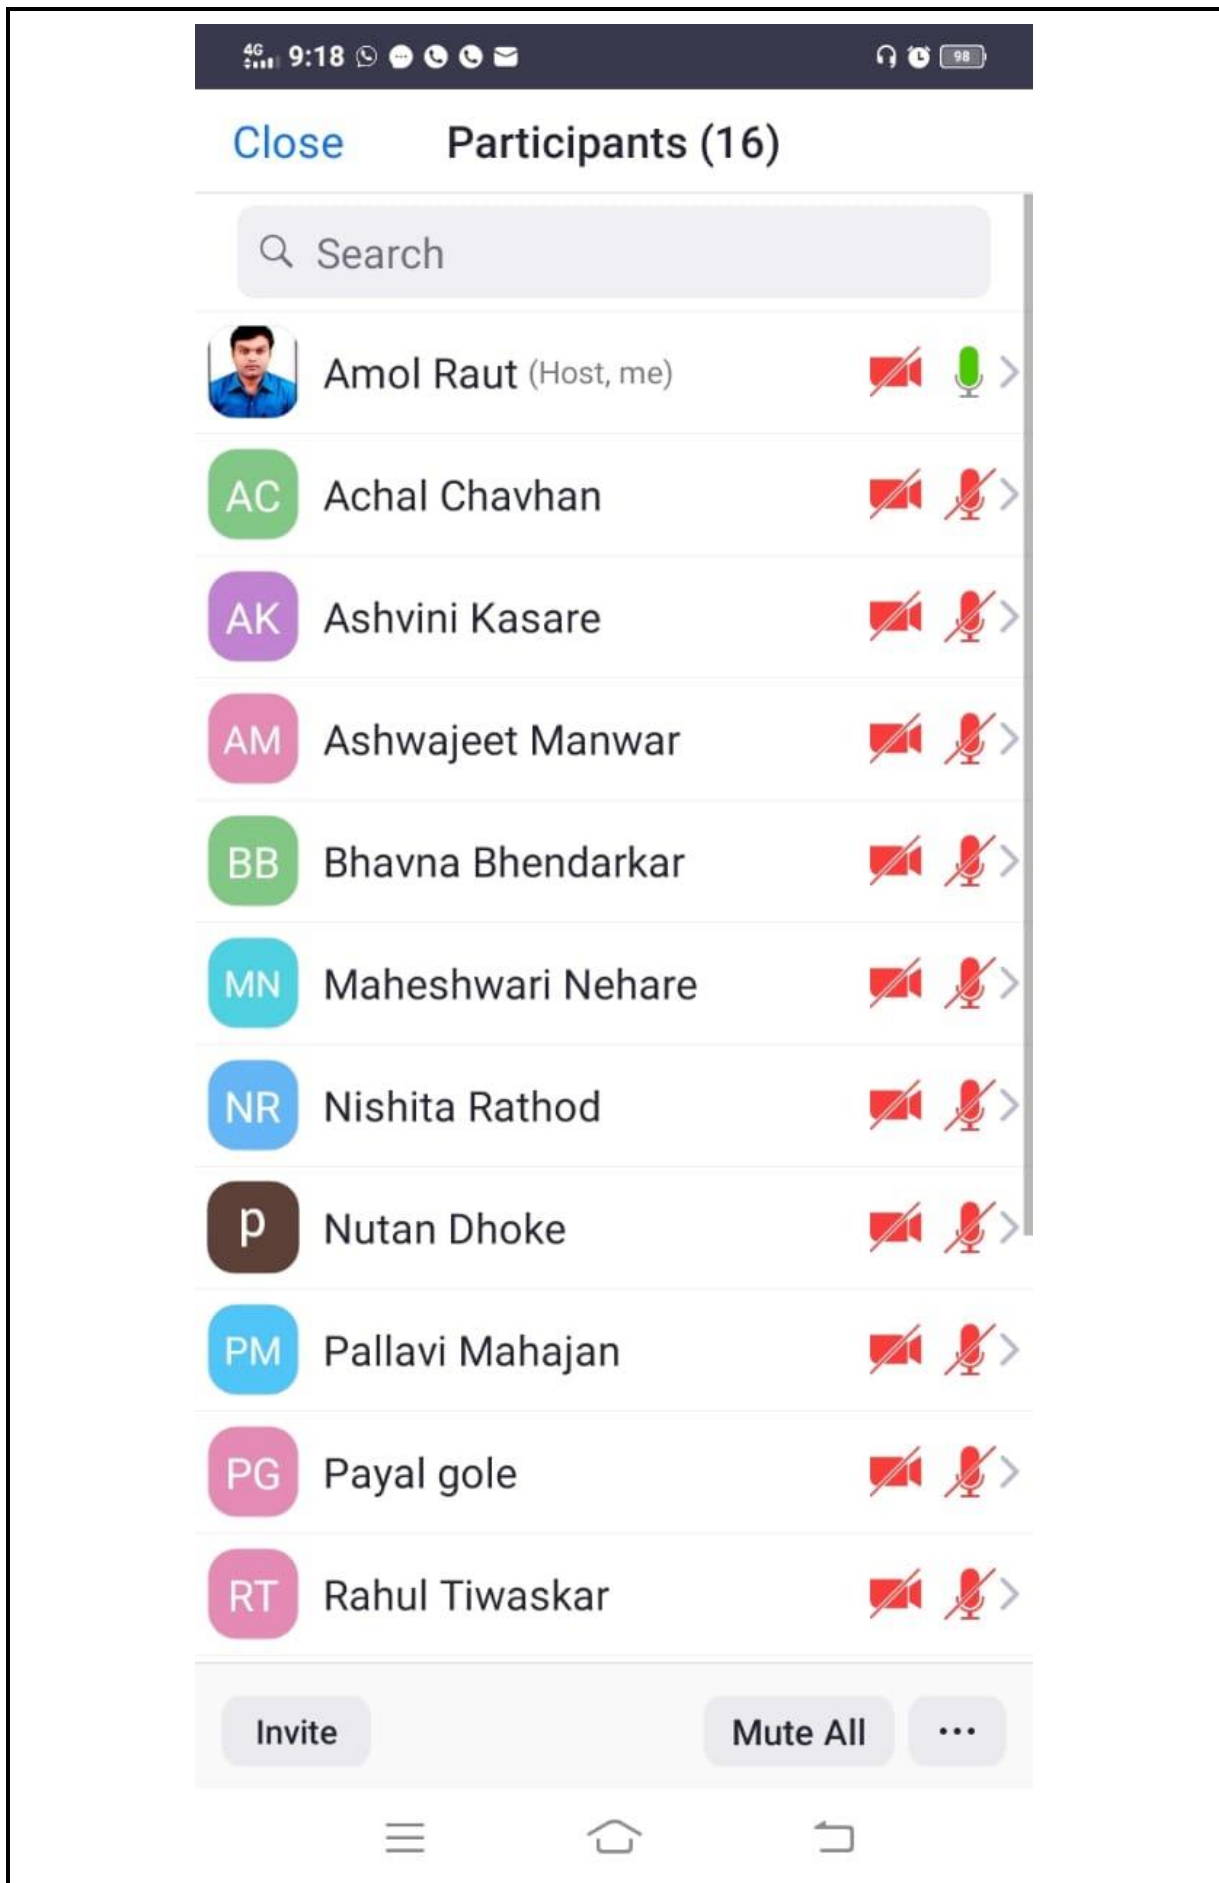 4G 9:18 98
Close Participants (16)
Search
Amol Raut (Host, me)
AC Achal Chavhan
AK Ashvini Kasare
AM Ashwajeet Manwar
BB Bhavna Bhendarkar
MN Maheshwari Nehare
NR Nishita Rathod
p Nutan Dhoke
PM Pallavi Mahajan
PG Payal gole
RT Rahul Tiwaskar
Invite Mute All ...